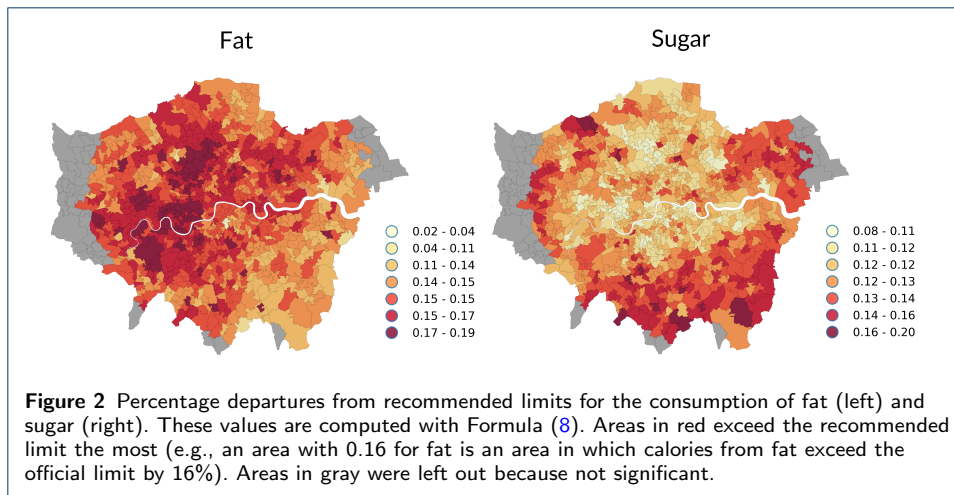 Fat
Sugar
0.02 - 0.04
0.04 - 0.11
0.11 - 0.14
0.14 - 0.15
0.15 - 0.15
0.15 - 0.17
0.17 - 0.19
0.08 - 0.11
0.11 - 0.12
0.12 - 0.12
0.12 - 0.13
0.13 - 0.14
0.14 - 0.16
0.16 - 0.20
Figure 2 Percentage departures from recommended limits for the consumption of fat (left) and
sugar (right). These values are computed with Formula (8). Areas in red exceed the recommended
limit the most (e.g., an area with 0.16 for fat is an area in which calories from fat exceed the
official limit by 16%). Areas in gray were left out because not significant.